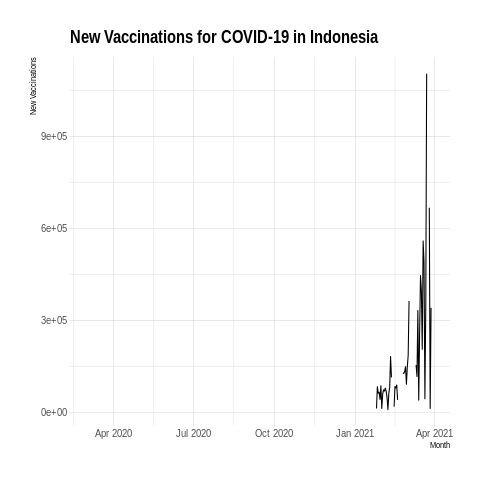 New Vaccinations for COVID-19 in Indonesia
New Vaccinations
9e+05
6e+05
3e+05
0e+00
Apr 2020 Jul 2020 Oct 2020 Jan 2021 Apr 2021
Month